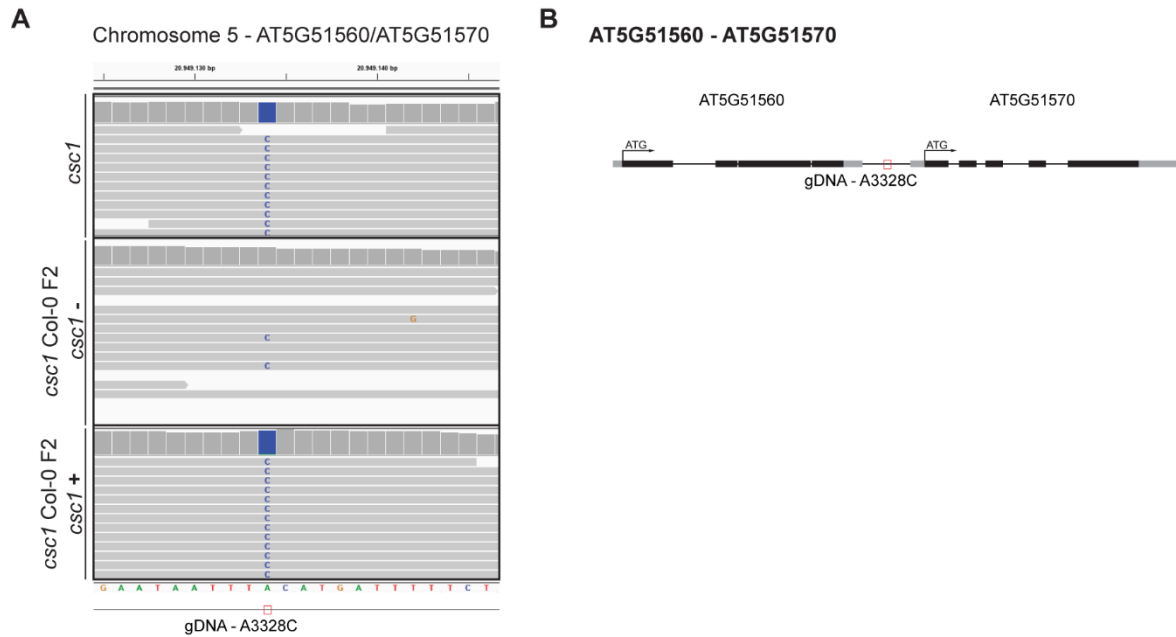 A
Chromosome 5 - AT5G51560/AT5G51570
20.949.130 bp 20.949.140 bp
csc1
C
C
C
C
C
C
C
C
C
C
C
csc1 Col-0 F2
csc1 -
G
C
C
csc1 Col-0 F2
csc1 +
C
C
C
C
C
C
C
C
C
C
C
C
C
G A A T A A T T T A C A T G A T T T T T C T
gDNA - A3328C
B
AT5G51560 - AT5G51570
AT5G51560 AT5G51570
ATG ATG
gDNA - A3328C